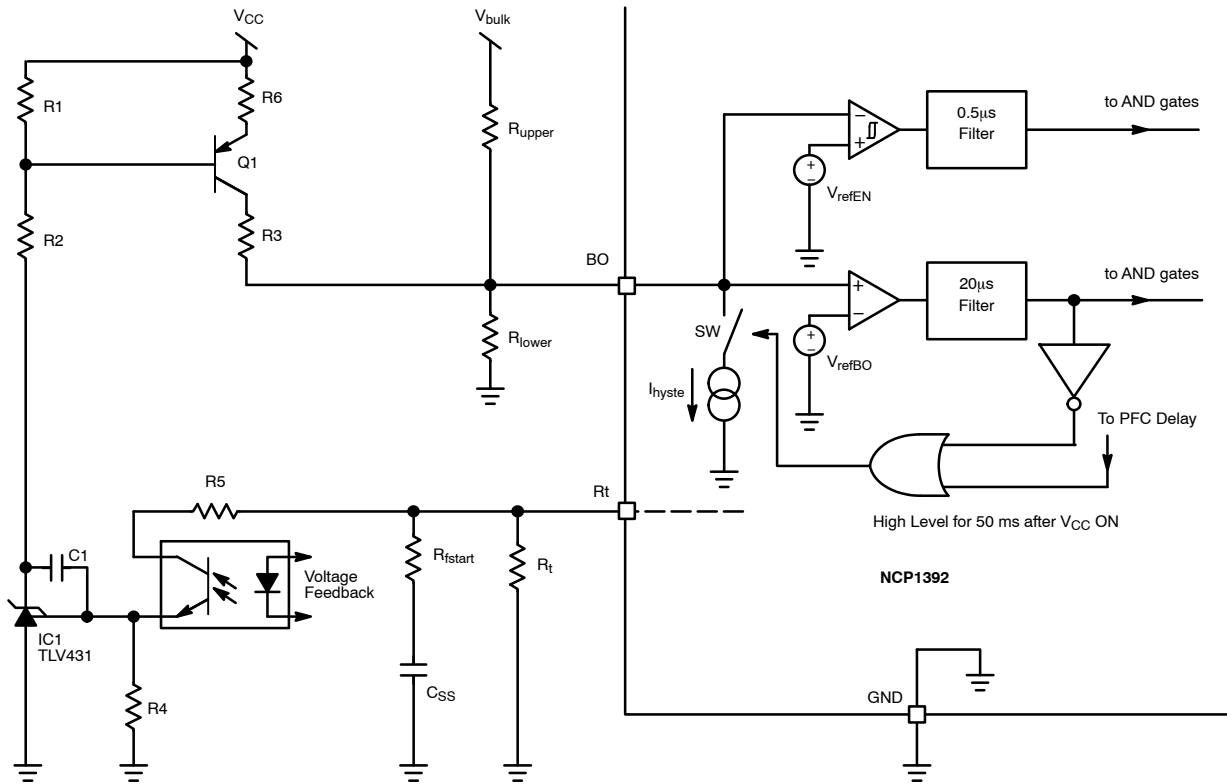 VCC
Vbulk
R1
R6
Rupper
Q1
R2
R3
BO
Rlower
0.5μs
Filter
to AND gates
VrefEN
20μs
Filter
to AND gates
SW
VrefBO
Ihyste
To PFC Delay
High Level for 50 ms after VCC ON
R5
Rt
C1
Rfstart
Rt
Voltage
Feedback
NCP1392
IC1
TLV431
R4
CSS
GND